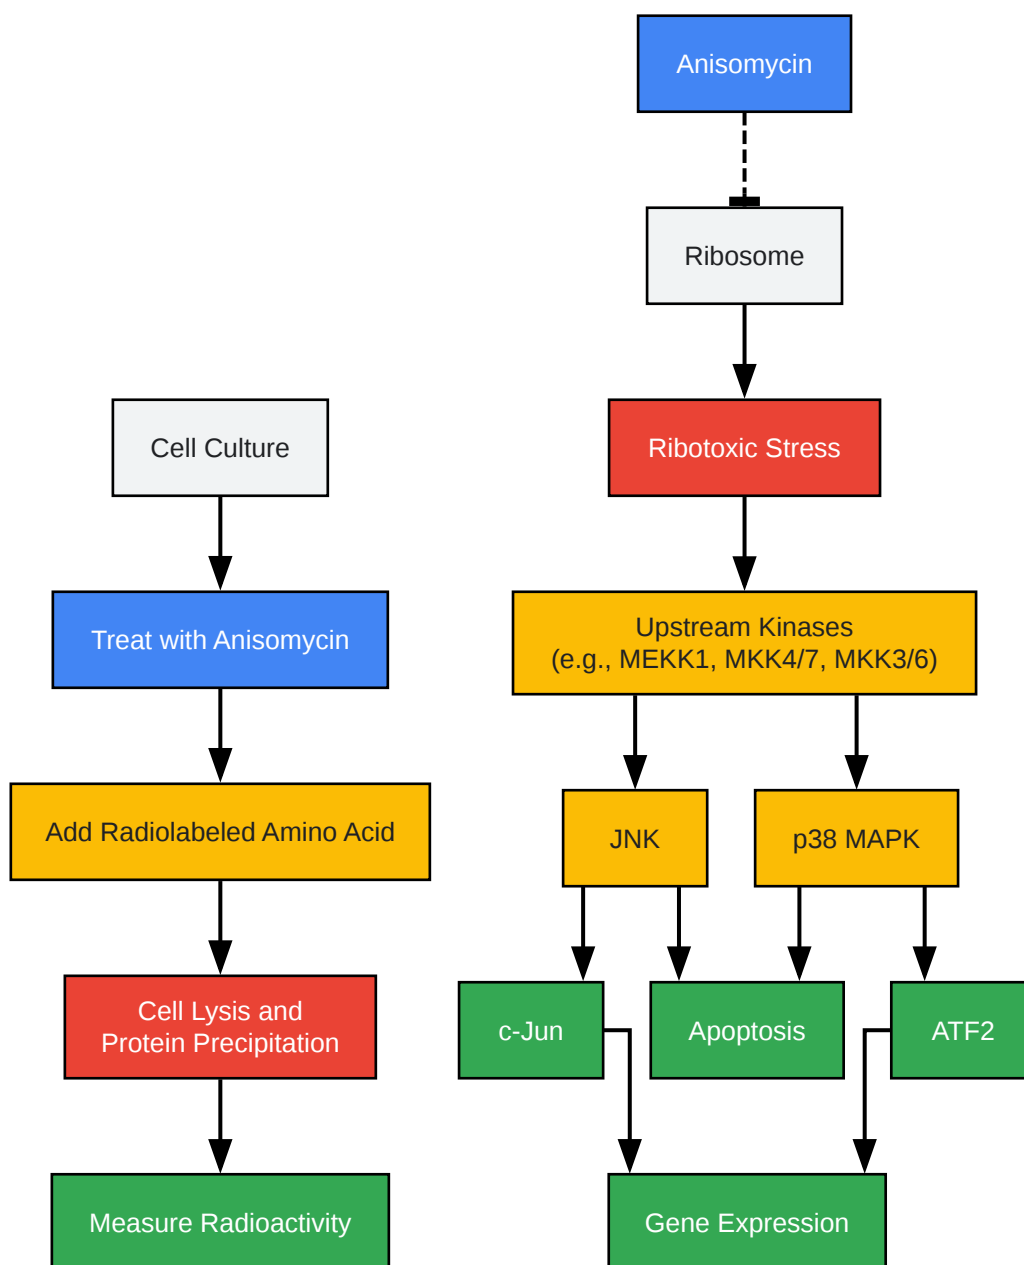 Anisomycin
Ribosome
Cell Culture
Ribotoxic Stress
Treat with Anisomycin
Upstream Kinases
(e.g., MEKK1, MKK4/7, MKK3/6)
Add Radiolabeled Amino Acid
JNK
p38 MAPK
Cell Lysis and
Protein Precipitation
c-Jun
Apoptosis
ATF2
Measure Radioactivity
Gene Expression